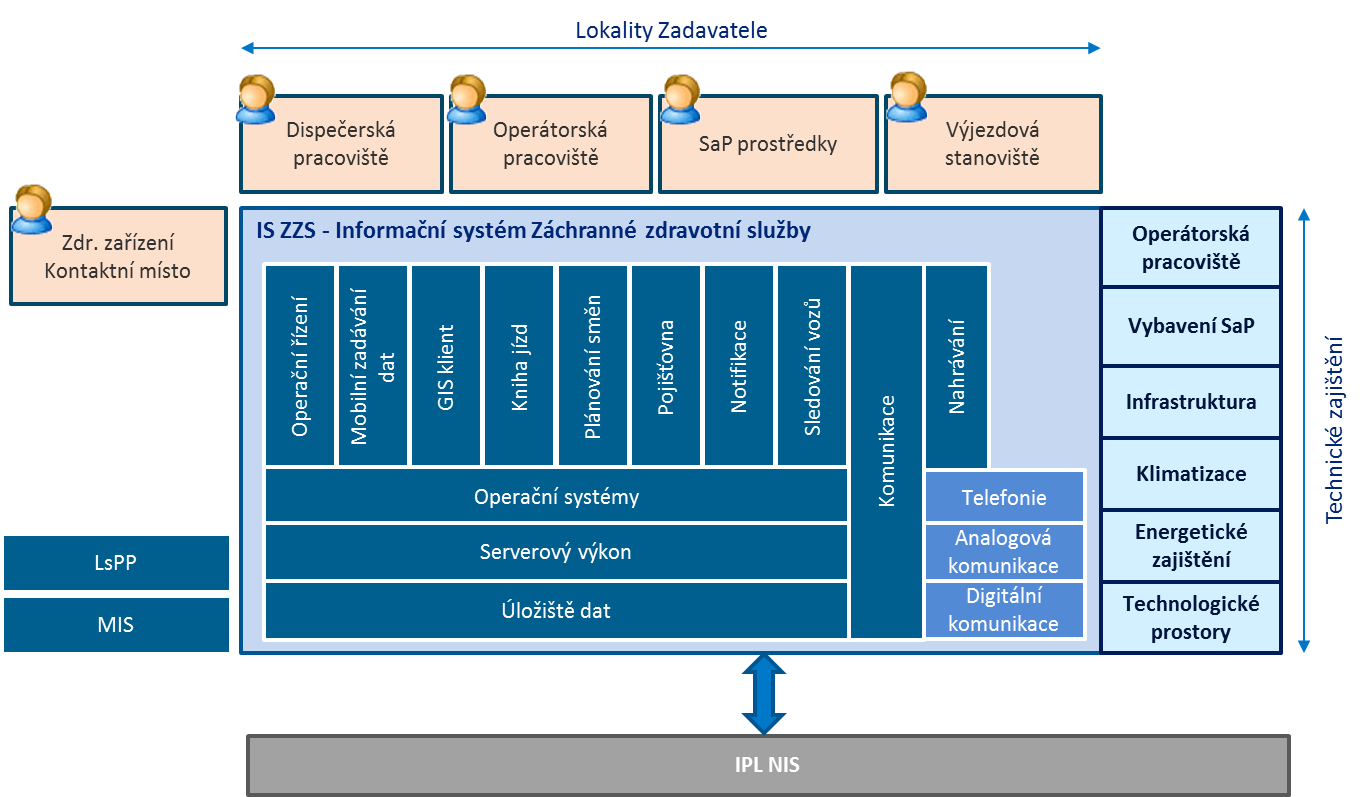 Lokality Zadavatele
Dispečerská
pracoviště
Operátorská
pracoviště
SaP prostředky
Výjezdová
stanoviště
Zdr. zařízení
Kontaktní místo
IS ZZS - Informační systém Záchranné zdravotní služby
Operační řízení
Mobilní zadávání
dat
GIS klient
Kniha jízd
Plánování směn
Pojišťovna
Notifikace
Sledování vozů
Komunikace
Nahrávání
Operační systémy
Serverový výkon
Úložiště dat
Telefonie
Analogová
komunikace
Digitální
komunikace
Operátorská
pracoviště
Vybavení SaP
Infrastruktura
Klimatizace
Energetické
zajištění
Technologické
prostory
Technické zajištění
LsPP
MIS
IPL NIS